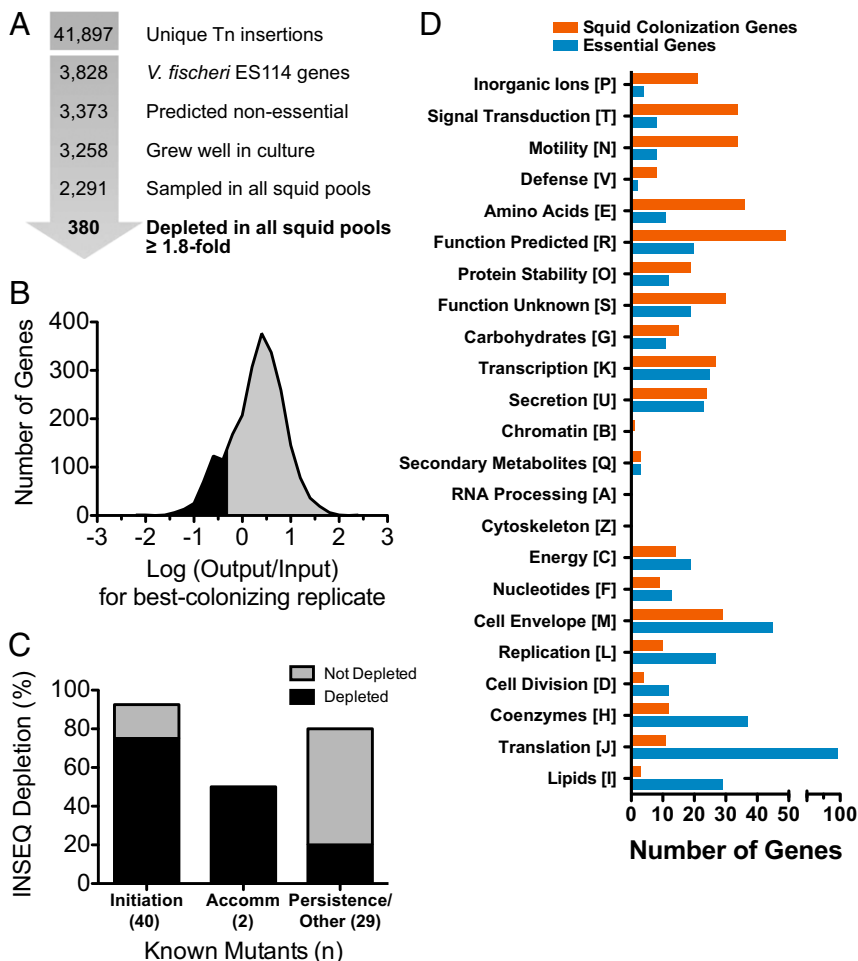 A
41,897 Unique Tn insertions
3,828 V. fischeri ES114 genes
3,373 Predicted non-essential
3,258 Grew well in culture
2,291 Sampled in all squid pools
380 Depleted in all squid pools
≥ 1.8-fold
B
Number of Genes
400
300
200
100
0
-3 -2 -1 0 1 2 3
Log (Output/Input)
for best-colonizing replicate
C
Not Depleted
Depleted
INSEQ Depletion (%)
100
80
60
40
20
0
Initiation Accomm Persistence/
(40) (2) Other (29)
Known Mutants (n)
D
Squid Colonization Genes
Essential Genes
Inorganic Ions [P]
Signal Transduction [T]
Motility [N]
Defense [V]
Amino Acids [E]
Function Predicted [R]
Protein Stability [O]
Function Unknown [S]
Carbohydrates [G]
Transcription [K]
Secretion [U]
Chromatin [B]
Secondary Metabolites [Q]
RNA Processing [A]
Cytoskeleton [Z]
Energy [C]
Nucleotides [F]
Cell Envelope [M]
Replication [L]
Cell Division [D]
Coenzymes [H]
Translation [J]
Lipids [I]
0 10 20 30 40 50 100
Number of Genes